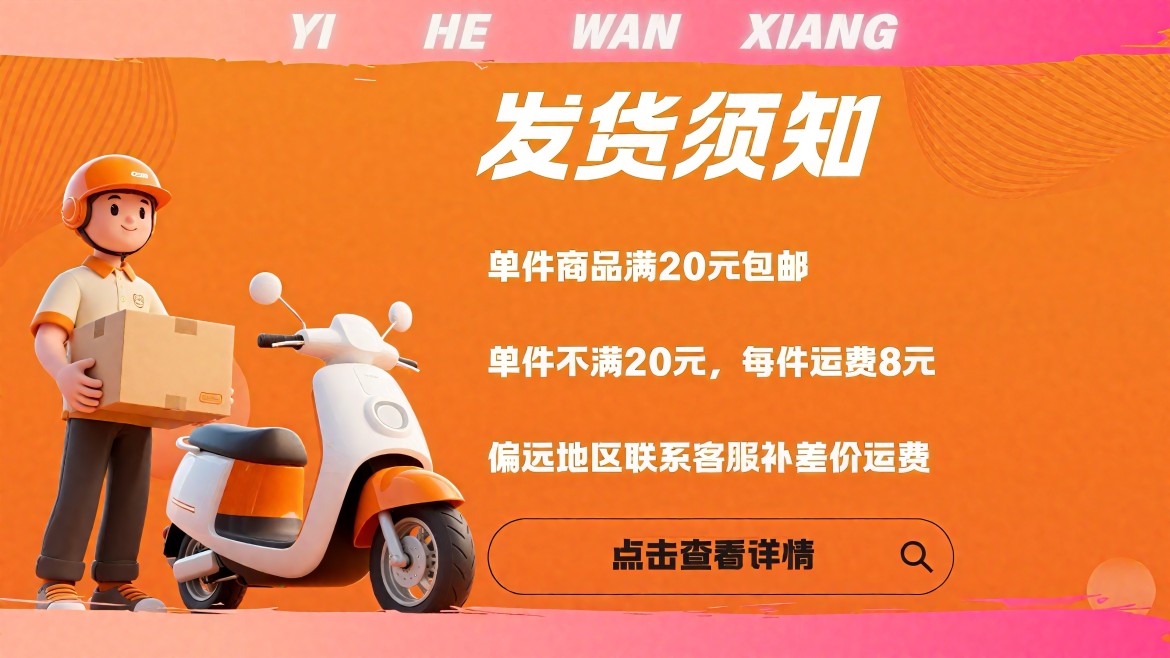 YI HE WAN XIANG
发货须知
单件商品满20元包邮
单件不满20元，每件运费8元
偏远地区联系客服补差价运费
点击查看详情